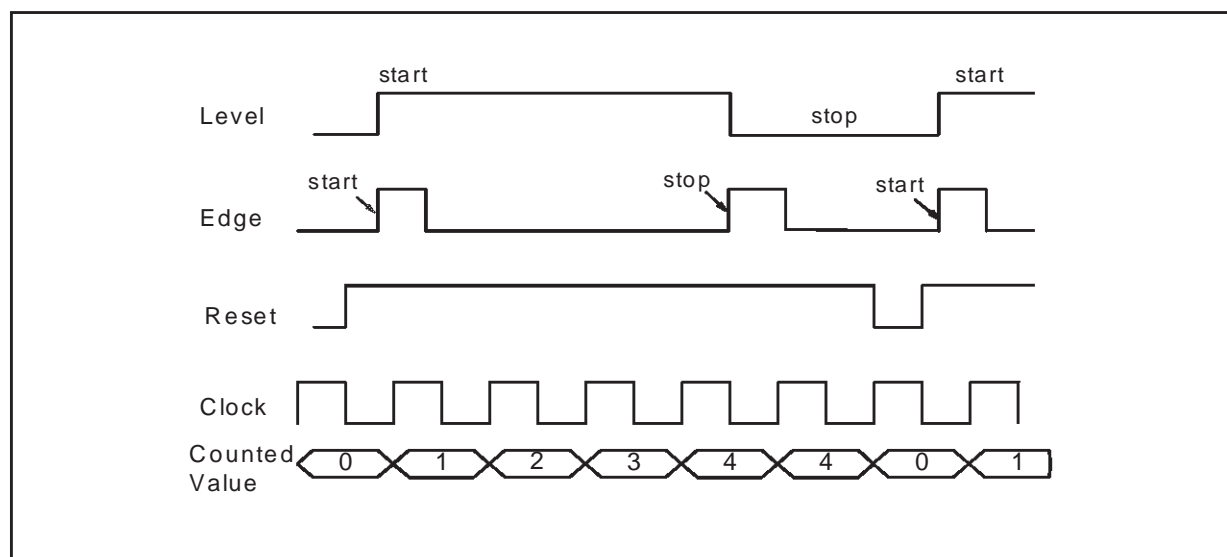 start start
Level
stop
start stop start
Edge
Reset
Clock
Counted
Value
0 1 2 3 4 4 0 1